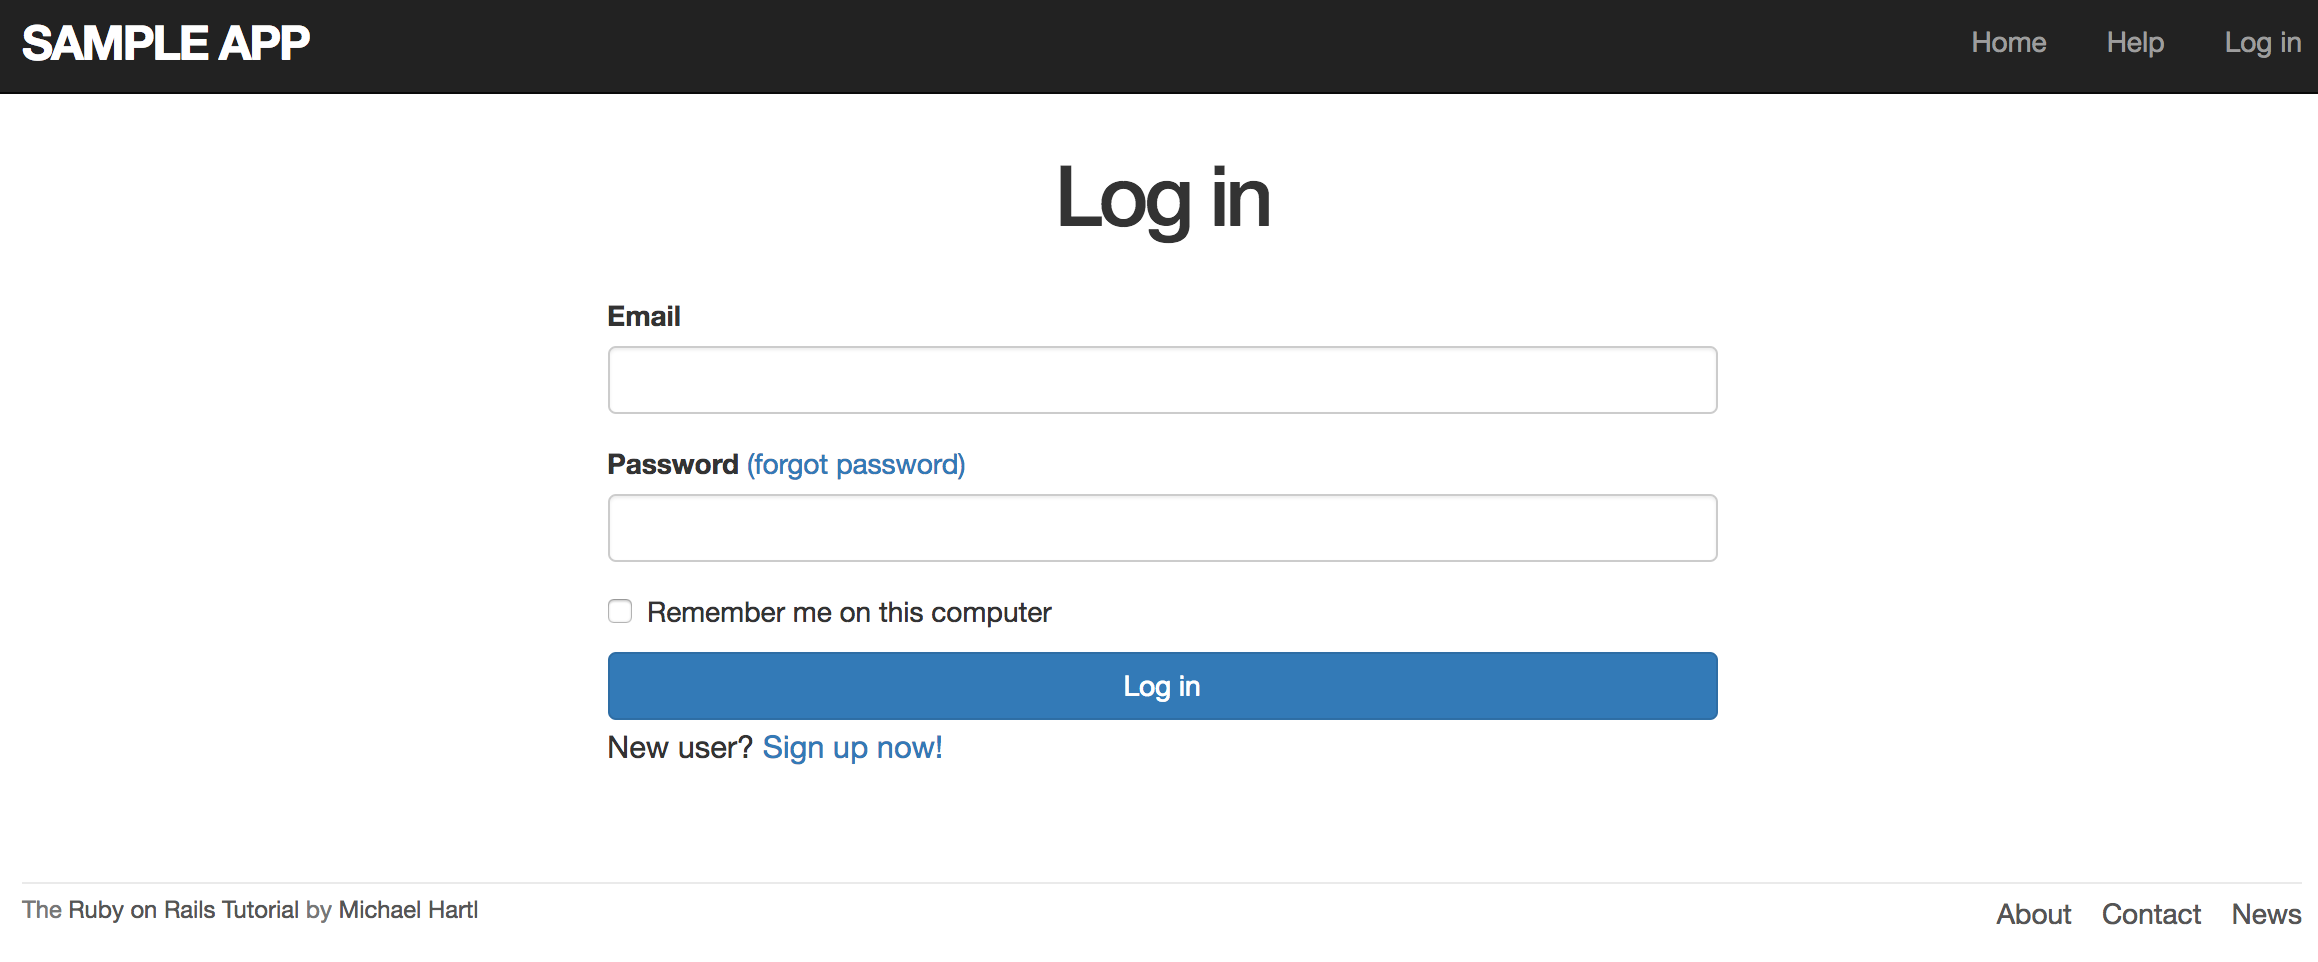 SAMPLE APP Home Help Log in
Log in
Email
Password (forgot password)
Remember me on this computer
Log in
New user? Sign up now!
The Ruby on Rails Tutorial by Michael Hartl About Contact News